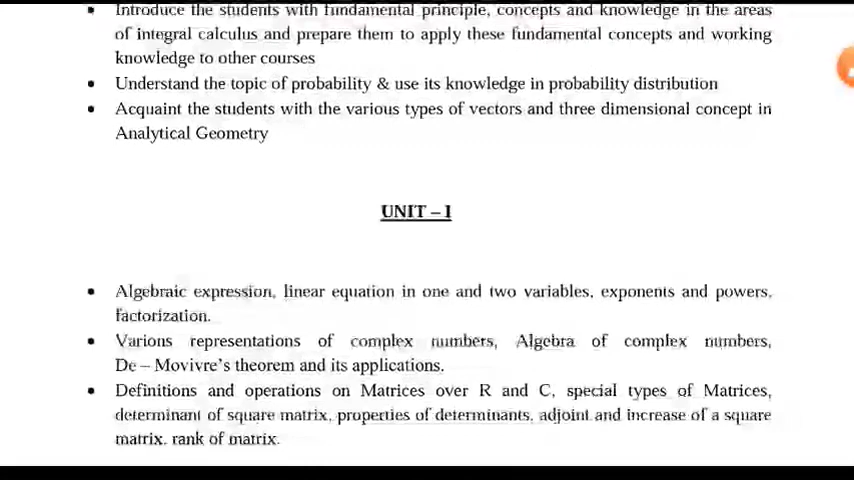 Introduce the students with fundamental principle, concepts and knowledge in the areas
of integral calculus and prepare them to apply these fundamental concepts and working
knowledge to other courses
Understand the topic of probability & use its knowledge in probability distribution
Acquaint the students with the various types of vectors and three dimensional concept in
Analytical Geometry
UNIT – I
Algebraic expression, linear equation in one and two variables, exponents and powers,
factorization.
Varions representations of complex numbers, Algebra of complex numbers,
De – Movivre's theorem and its applications.
Definitions and operations on Matrices over R and C, special types of Matrices,
determinant of square matrix, properties of determinants, adjoint and increase of a square
matrix. rank of matrix.